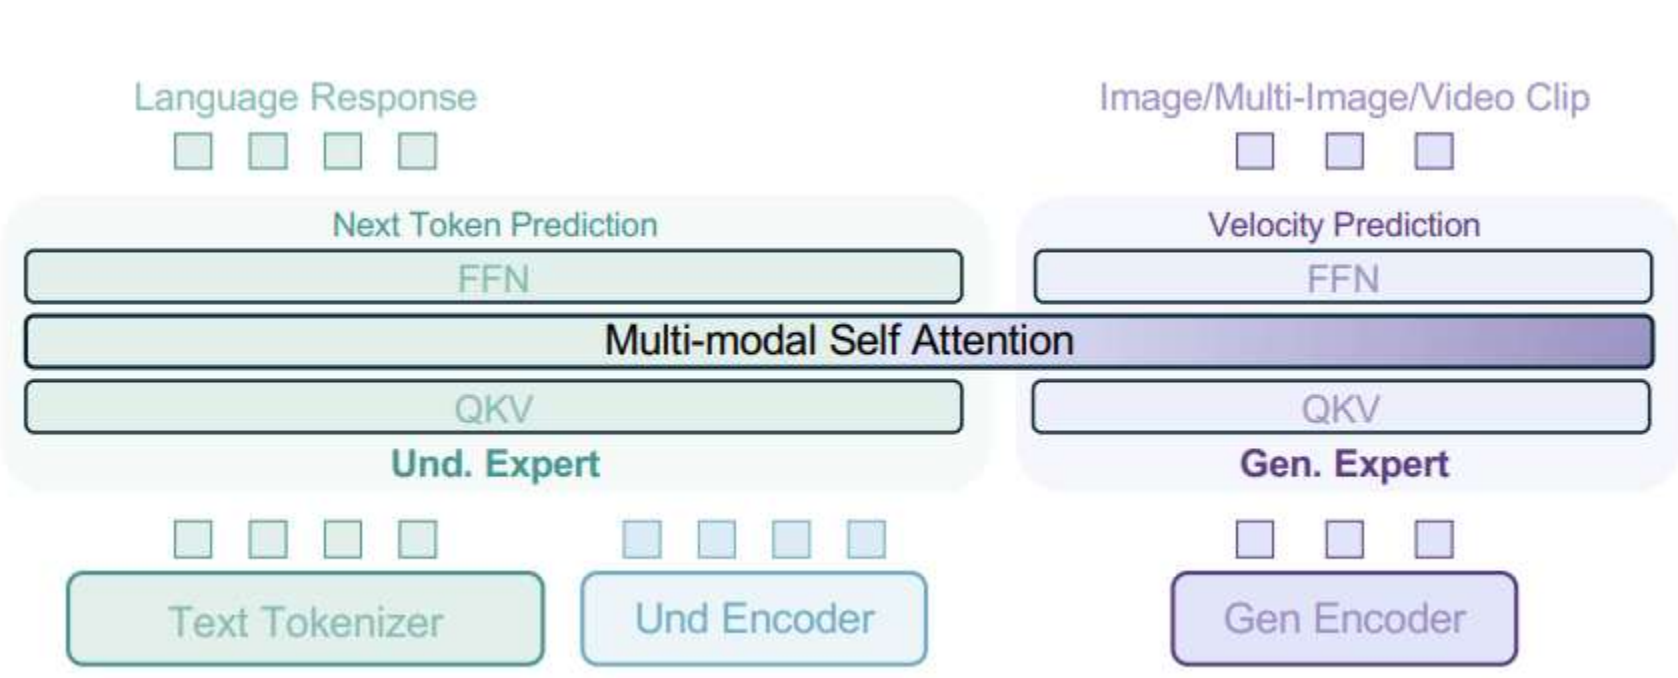 Language Response
Image/Multi-Image/Video Clip
Next Token Prediction
Velocity Prediction
FFN
FFN
Multi-modal Self Attention
QKV
QKV
Und. Expert
Gen. Expert
Text Tokenizer
Und Encoder
Gen Encoder